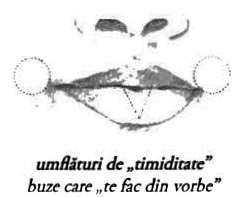 umflături de „timiditate”
buze care „te fac din vorbe”